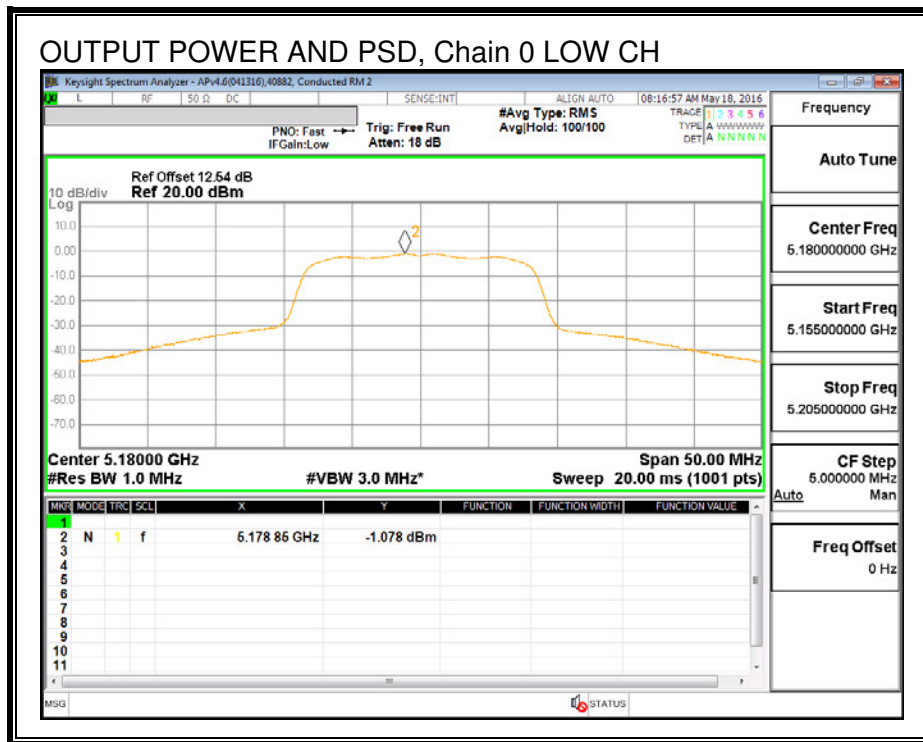 OUTPUT POWER AND PSD, Chain 0 LOW CH
Keysight Spectrum Analyzer - APv4.6(041316),40882, Conducted RM 2
L RF 50 Ω DC SENSE:INT ALIGN AUTO 08:16:57 AM May 18, 2016
PNO: Fast
IFGain:Low
Trig: Free Run
Atten: 18 dB
#Avg Type: RMS
Avg|Hold: 100/100
TRACE 1 2 3 4 5 6
TYPE A WWWWW
DET A N N N N N
Frequency
Auto Tune
Center Freq
5.180000000 GHz
Start Freq
5.155000000 GHz
Stop Freq
5.205000000 GHz
CF Step
5.000000 MHz
Auto Man
Freq Offset
0 Hz
Ref Offset 12.54 dB
10 dB/div Ref 20.00 dBm
Log
10.0
0.00
-10.0
-20.0
-30.0
-40.0
-50.0
-60.0
-70.0
2
Center 5.18000 GHz Span 50.00 MHz
#Res BW 1.0 MHz #VBW 3.0 MHz* Sweep 20.00 ms (1001 pts)
MKR MODE TRC SCL X Y FUNCTION FUNCTION WIDTH FUNCTION VALUE
1
2 N 1 f 5.178 85 GHz -1.078 dBm
3
4
5
6
7
8
9
10
11
MSG STATUS